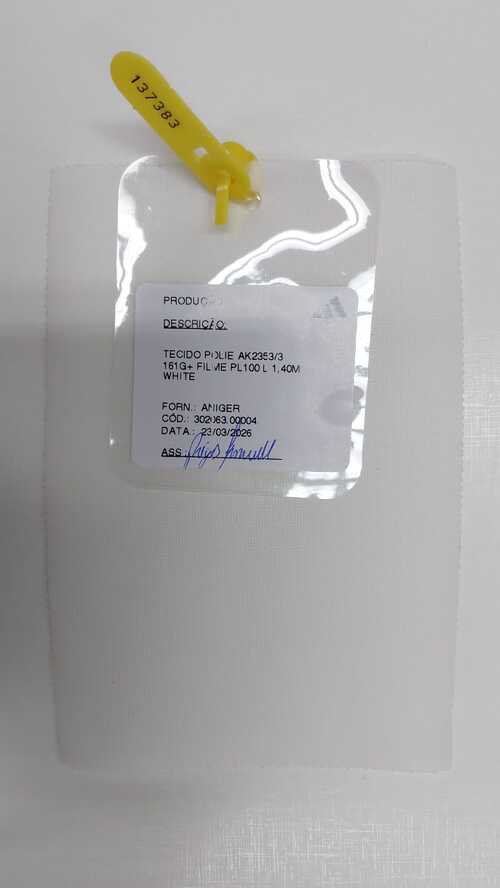 137383
PRODUÇÃO
DESCRIÇÃO:
TECIDO POLIE AK2353/3
161G+ FILME PL100 L 1,40M
WHITE
FORN.: ANIGER
CÓD.: 302063.00004
DATA.: 23/03/2026
ASS